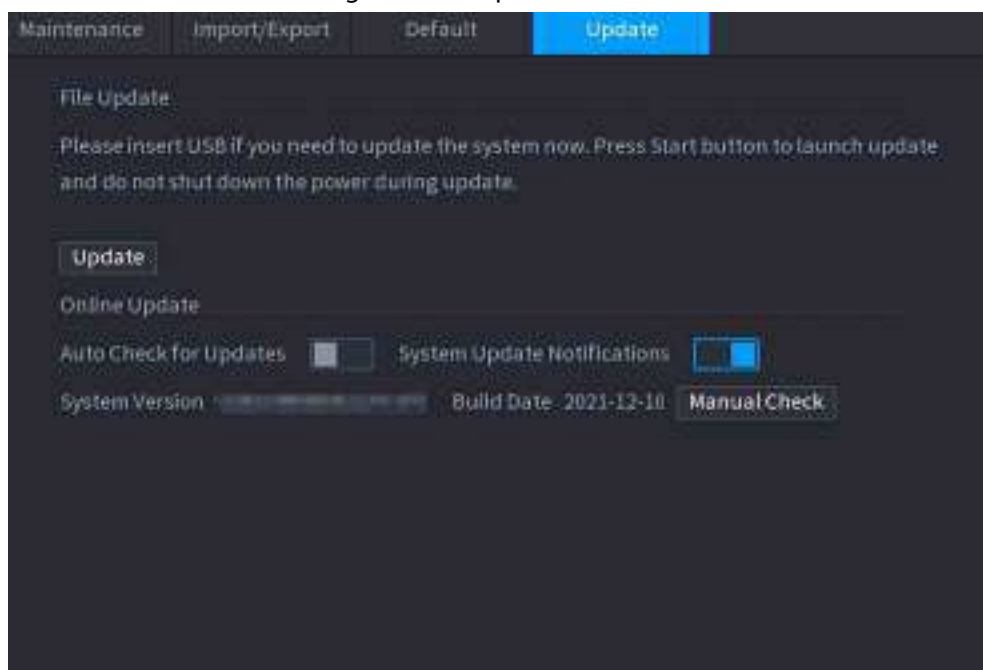 Maintenance Import/Export Default Update
File Update
Please insert USB if you need to update the system now. Press Start button to launch update
and do not shut down the power during update.
Update
Online Update
Auto Check for Updates System Update Notifications
System Version Build Date 2021-12-10 Manual Check